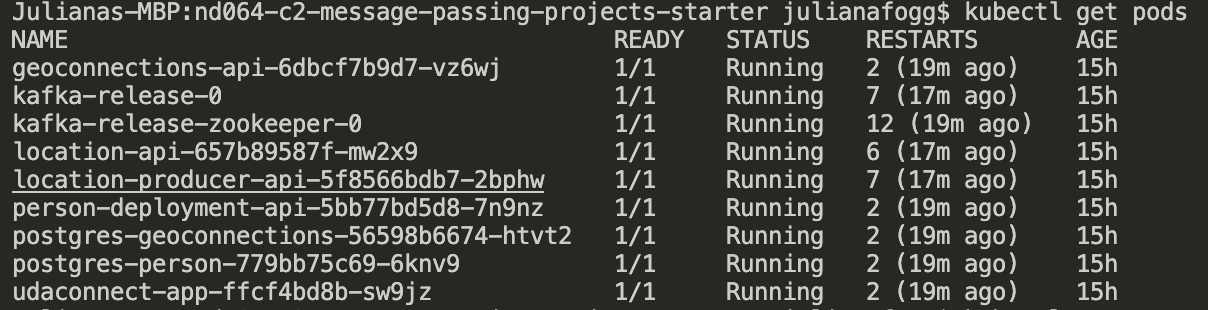 Julianas-MBP:nd064-c2-message-passing-projects-starter julianafogg$ kubectl get pods
NAME READY STATUS RESTARTS AGE
geoconnections-api-6dbcf7b9d7-vz6wj 1/1 Running 2 (19m ago) 15h
kafka-release-0 1/1 Running 7 (17m ago) 15h
kafka-release-zookeeper-0 1/1 Running 12 (19m ago) 15h
location-api-657b89587f-mw2x9 1/1 Running 6 (17m ago) 15h
location-producer-api-5f8566bdb7-2bphw 1/1 Running 7 (17m ago) 15h
person-deployment-api-5bb77bd5d8-7n9nz 1/1 Running 2 (19m ago) 15h
postgres-geoconnections-56598b6674-htvt2 1/1 Running 2 (19m ago) 15h
postgres-person-779bb75c69-6knv9 1/1 Running 2 (19m ago) 15h
udaconnect-app-ffcf4bd8b-sw9jz 1/1 Running 2 (19m ago) 15h